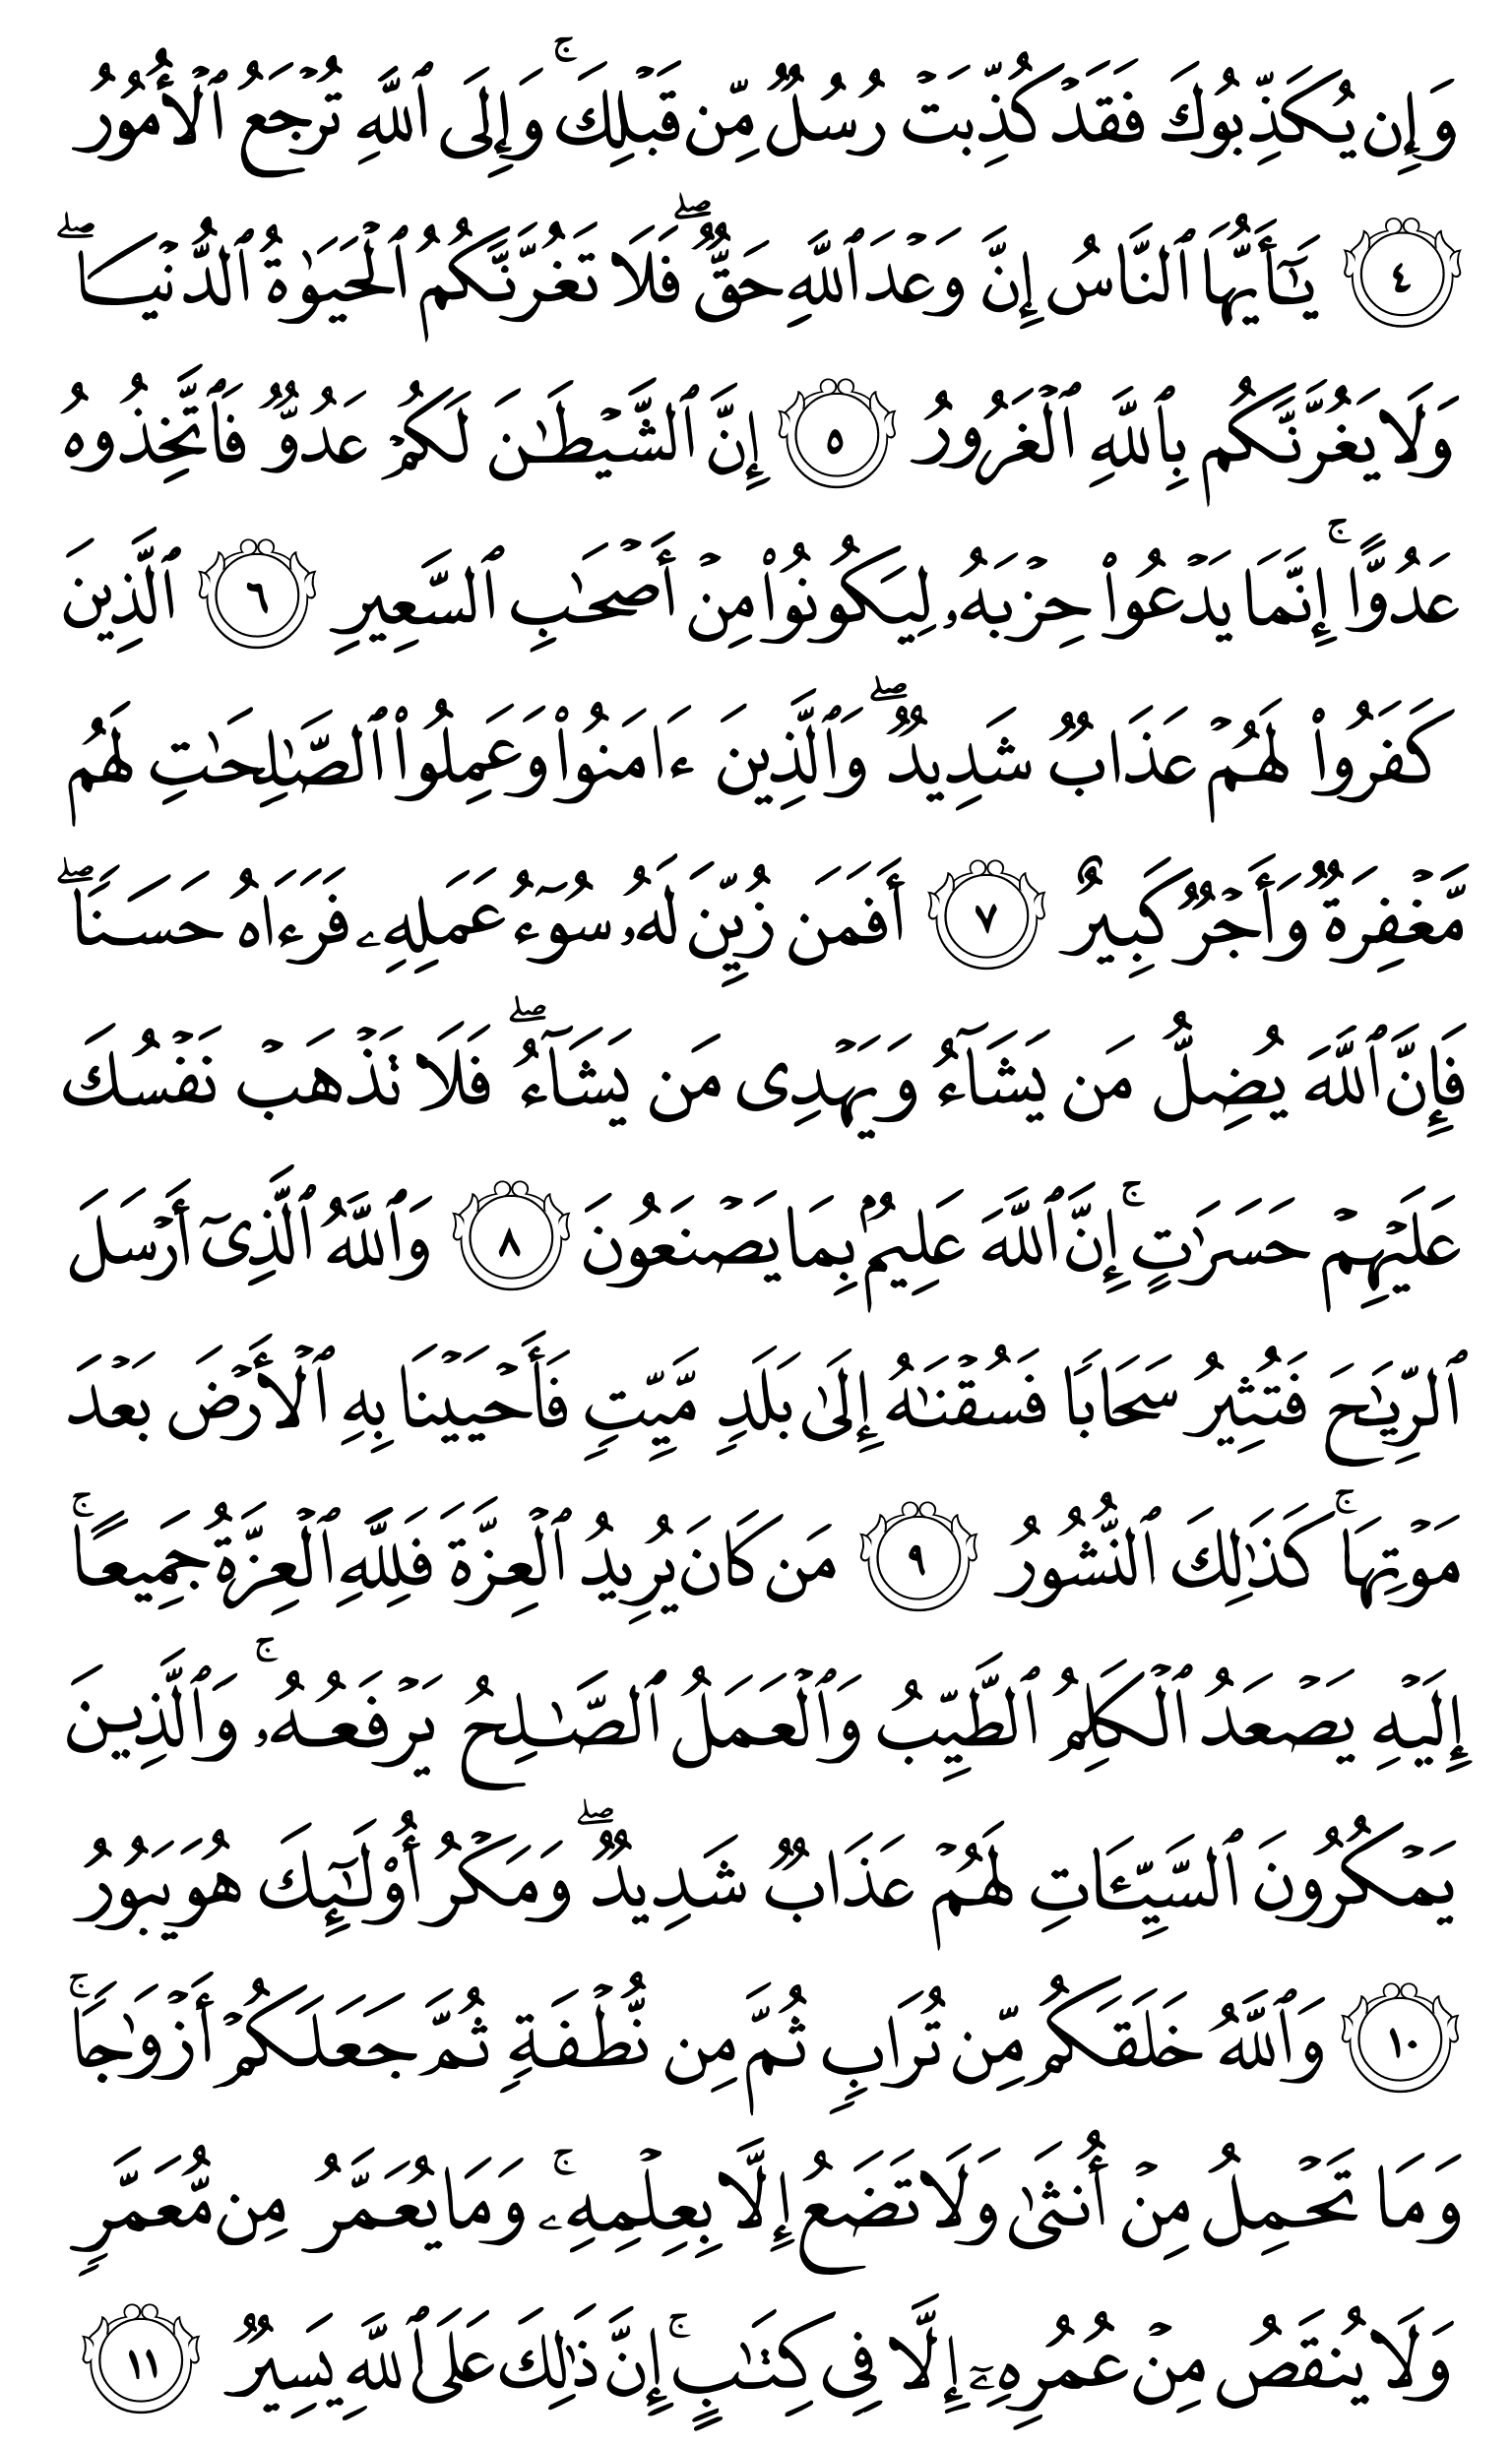 وَإِن يُكَذِّبُوكَ فَقَدۡ كُذِّبَتۡ رُسُلٞ مِّن قَبۡلِكَۚ وَإِلَى ٱللَّهِ تُرۡجَعُ ٱلۡأُمُورُ
٤ يَٰٓأَيُّهَا ٱلنَّاسُ إِنَّ وَعۡدَ ٱللَّهِ حَقّٞۖ فَلَا تَغُرَّنَّكُمُ ٱلۡحَيَوٰةُ ٱلدُّنۡيَاۖ
وَلَا يَغُرَّنَّكُم بِٱللَّهِ ٱلۡغَرُورُ ٥ إِنَّ ٱلشَّيۡطَٰنَ لَكُمۡ عَدُوّٞ فَٱتَّخِذُوهُ
عَدُوًّاۚ إِنَّمَا يَدۡعُواْ حِزۡبَهُۥ لِيَكُونُواْ مِنۡ أَصۡحَٰبِ ٱلسَّعِيرِ ٦ ٱلَّذِينَ
كَفَرُواْ لَهُمۡ عَذَابٞ شَدِيدٞۖ وَٱلَّذِينَ ءَامَنُواْ وَعَمِلُواْ ٱلصَّٰلِحَٰتِ لَهُم
مَّغۡفِرَةٞ وَأَجۡرٞ كَبِيرٌ ٧ أَفَمَن زُيِّنَ لَهُۥ سُوٓءُ عَمَلِهِۦ فَرَءَاهُ حَسَنٗاۖ
فَإِنَّ ٱللَّهَ يُضِلُّ مَن يَشَآءُ وَيَهۡدِي مَن يَشَآءُۖ فَلَا تَذۡهَبۡ نَفۡسُكَ
عَلَيۡهِمۡ حَسَرَٰتٍۚ إِنَّ ٱللَّهَ عَلِيمُۢ بِمَا يَصۡنَعُونَ ٨ وَٱللَّهُ ٱلَّذِيٓ أَرۡسَلَ
ٱلرِّيَٰحَ فَتُثِيرُ سَحَابٗا فَسُقۡنَٰهُ إِلَىٰ بَلَدٖ مَّيِّتٖ فَأَحۡيَيۡنَا بِهِ ٱلۡأَرۡضَ بَعۡدَ
مَوۡتِهَاۚ كَذَٰلِكَ ٱلنُّشُورُ ٩ مَن كَانَ يُرِيدُ ٱلۡعِزَّةَ فَلِلَّهِ ٱلۡعِزَّةُ جَمِيعًاۚ
إِلَيۡهِ يَصۡعَدُ ٱلۡكَلِمُ ٱلطَّيِّبُ وَٱلۡعَمَلُ ٱلصَّٰلِحُ يَرۡفَعُهُۥۚ وَٱلَّذِينَ
يَمۡكُرُونَ ٱلسَّيِّـَٔاتِ لَهُمۡ عَذَابٞ شَدِيدٞۖ وَمَكۡرُ أُوْلَٰٓئِكَ هُوَ يَبُورُ
١٠ وَٱللَّهُ خَلَقَكُم مِّن تُرَابٖ ثُمَّ مِن نُّطۡفَةٖ ثُمَّ جَعَلَكُمۡ أَزۡوَٰجٗاۚ
وَمَا تَحۡمِلُ مِنۡ أُنثَىٰ وَلَا تَضَعُ إِلَّا بِعِلۡمِهِۦۚ وَمَا يُعَمَّرُ مِن مُّعَمَّرٖ
وَلَا يُنقَصُ مِنۡ عُمُرِهِۦٓ إِلَّا فِي كِتَٰبٍۚ إِنَّ ذَٰلِكَ عَلَى ٱللَّهِ يَسِيرٞ ١١